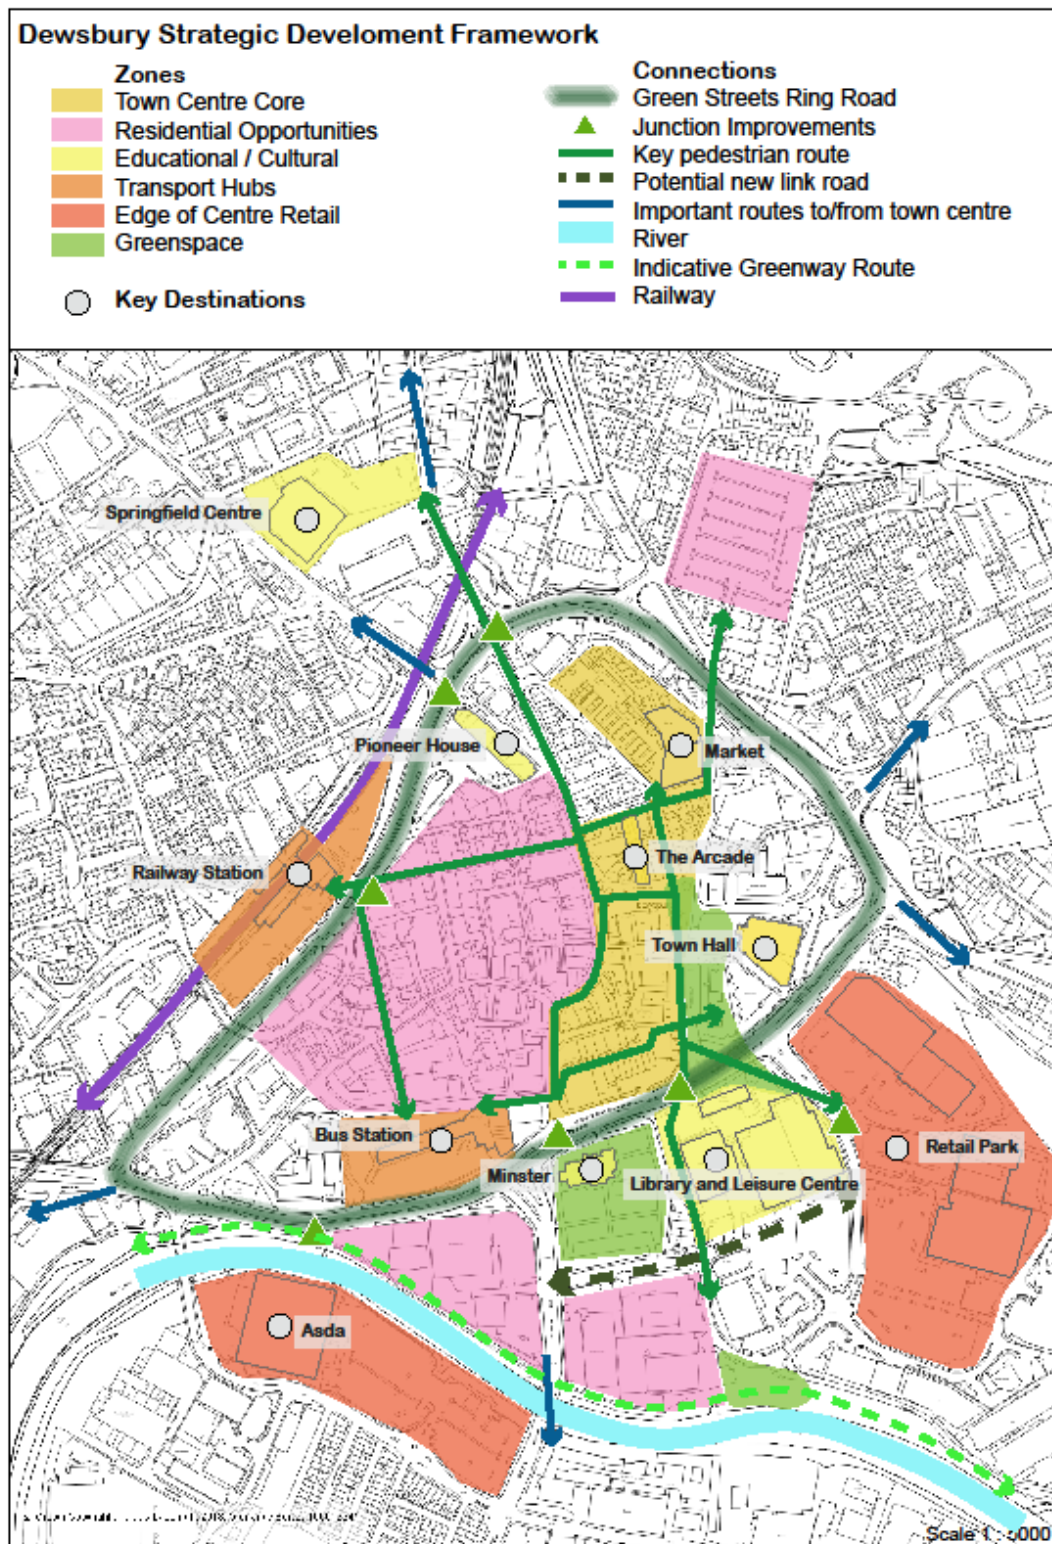 Dewsbury Strategic Develoment Framework
Zones
Town Centre Core
Residential Opportunities
Educational / Cultural
Transport Hubs
Edge of Centre Retail
Greenspace
Key Destinations
Connections
Green Streets Ring Road
Junction Improvements
Key pedestrian route
Potential new link road
Important routes to/from town centre
River
Indicative Greenway Route
Railway
Springfield Centre
Pioneer House
Market
The Arcade
Railway Station
Town Hall
Bus Station
Minster
Library and Leisure Centre
Retail Park
Asda
Scale 1 :